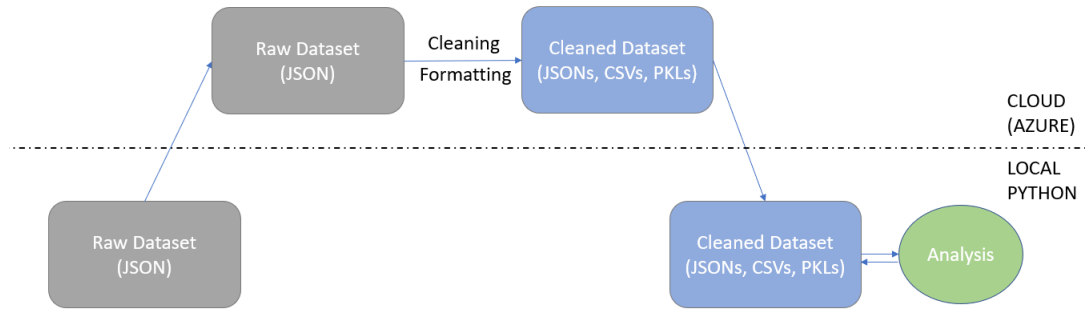 Raw Dataset
(JSON)
Cleaning
Formatting
Cleaned Dataset
(JSONs, CSVs, PKLs)
CLOUD
(AZURE)
LOCAL
PYTHON
Raw Dataset
(JSON)
Cleaned Dataset
(JSONs, CSVs, PKLs)
Analysis